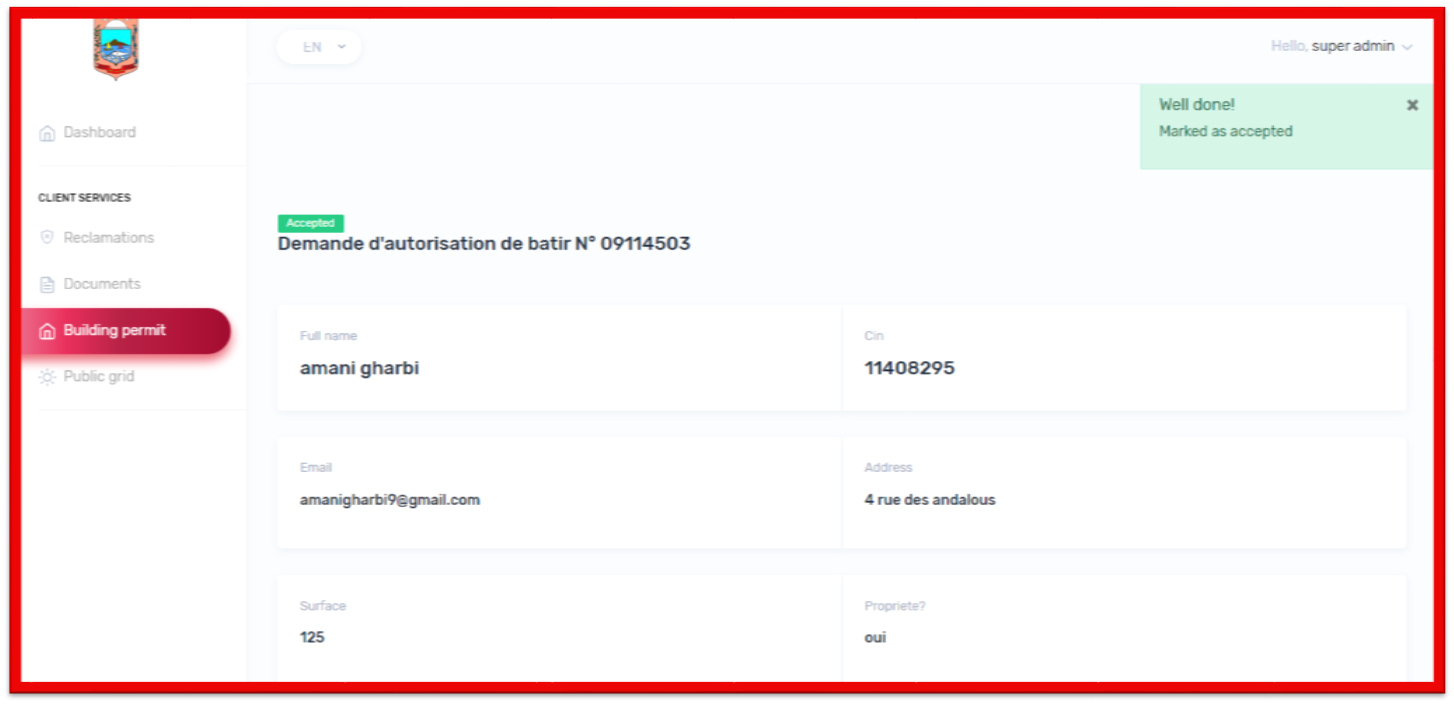 EN
Hello, super admin
Well done!
Marked as accepted
Dashboard
CLIENT SERVICES
Reclamations
Documents
Building permit
Public grid
Accepted
Demande d'autorisation de batir N° 09114503
Full name
amani gharbi
Cin
11408295
Email
amanigharbi9@gmail.com
Address
4 rue des andalous
Surface
125
Propriete?
oui